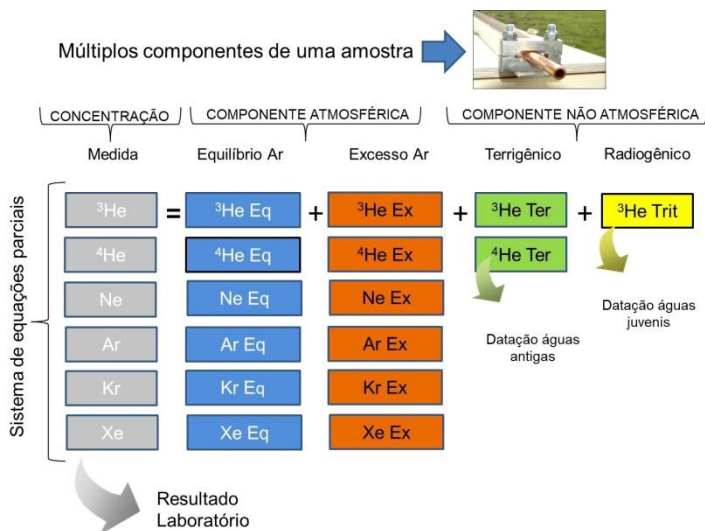 Múltiplos componentes de uma amostra
CONCENTRAÇÃO
COMPONENTE ATMOSFÉRICA
COMPONENTE NÃO ATMOSFÉRICA
Medida
Equilíbrio Ar
Excesso Ar
Terrigênico
Radiogênico
Sistema de equações parciais
³He = ³He Eq + ³He Ex + ³He Ter + ³He Trit
⁴He ⁴He Eq ⁴He Ex ⁴He Ter
Ne Ne Eq Ne Ex
Ar Ar Eq Ar Ex
Kr Kr Eq Kr Ex
Xe Xe Eq Xe Ex
Datação águas
antigas
Datação águas
juvenis
Resultado
Laboratório